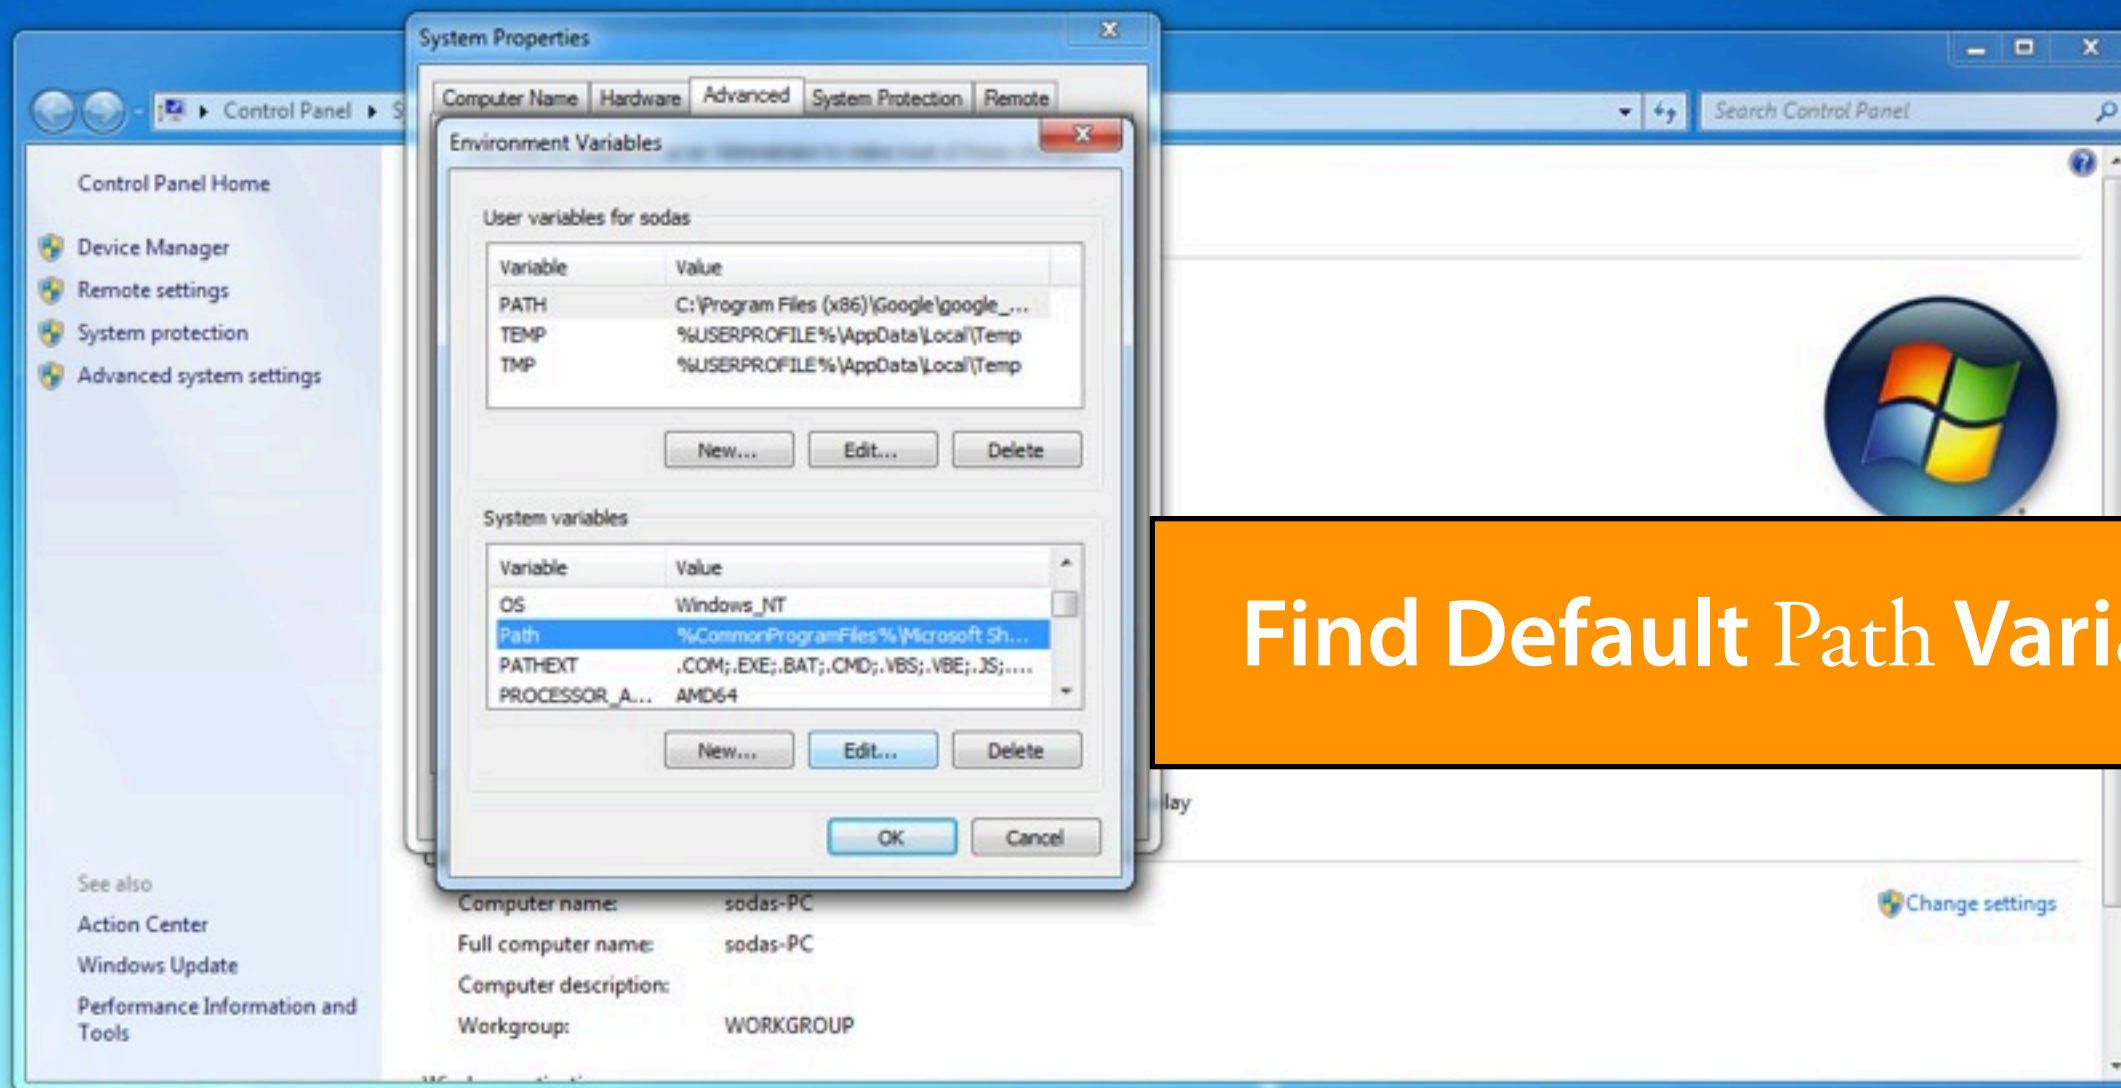 System Properties
Computer Name Hardware Advanced System Protection Remote
Control Panel
Search Control Panel
Environment Variables
Control Panel Home
Device Manager
Remote settings
System protection
Advanced system settings
User variables for sodas
Variable Value
PATH C:\Program Files (x86)\Google\google_...
TEMP %USERPROFILE%\AppData\Local\Temp
TMP %USERPROFILE%\AppData\Local\Temp
New... Edit... Delete
System variables
Variable Value
OS Windows_NT
Path %CommonProgramFiles%\Microsoft Sh...
PATHEXT .COM;.EXE;.BAT;.CMD;.VBS;.VBE;.JS;....
PROCESSOR_A... AMD64
New... Edit... Delete
OK Cancel
Find Default Path Vari
lay
See also
Action Center
Windows Update
Performance Information and
Tools
Computer name: sodas-PC
Change settings
Full computer name: sodas-PC
Computer description:
Workgroup: WORKGROUP